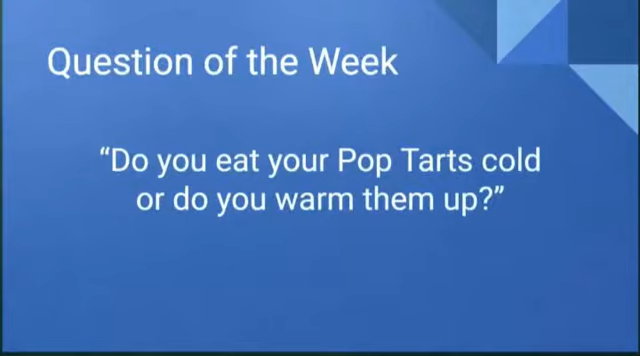 Question of the Week
“Do you eat your Pop Tarts cold
or do you warm them up?”